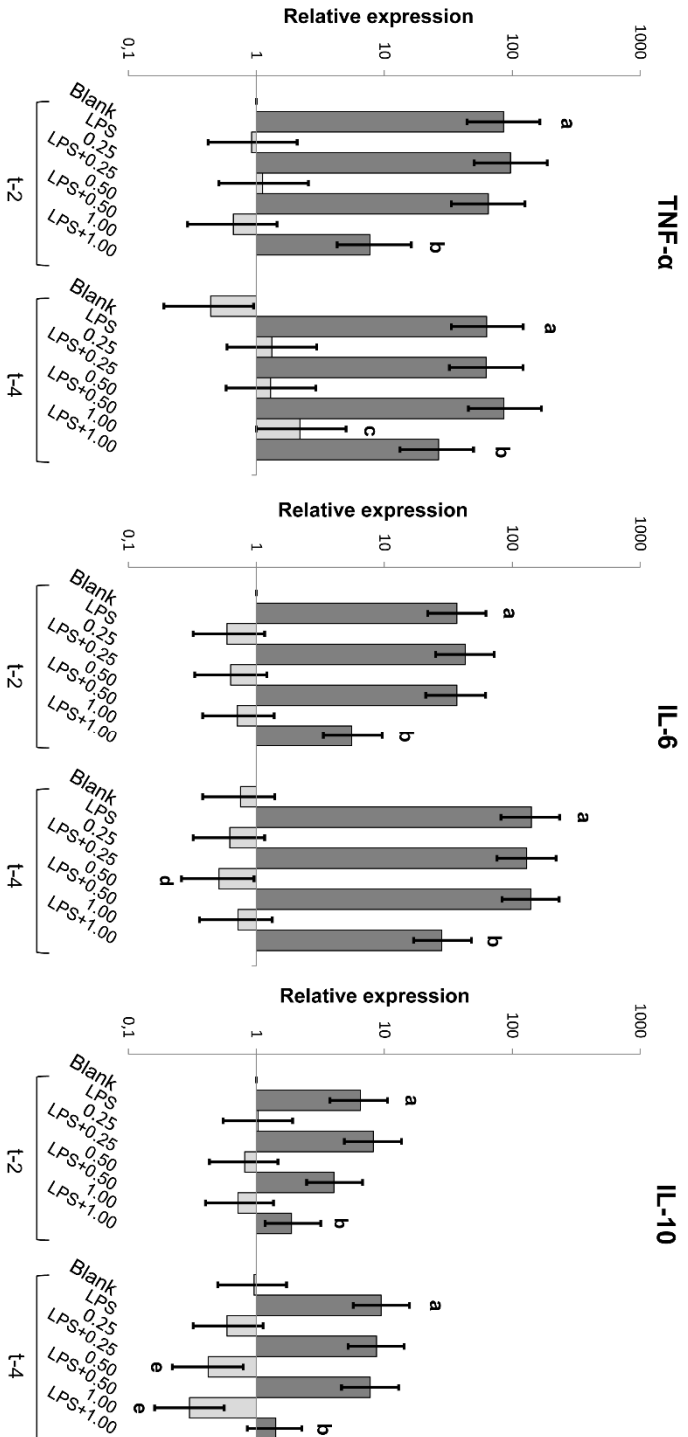 TNF-α
Relative expression
1000
100
10
1
0,1
a
b
a
c
b
Blank
LPS
0.25
LPS+0.25
0.50
LPS+0.50
1.00
LPS+1.00
Blank
LPS
0.25
LPS+0.25
0.50
LPS+0.50
1.00
LPS+1.00
t-2
t-4
IL-6
Relative expression
1000
100
10
1
0,1
a
b
a
d
b
Blank
LPS
0.25
LPS+0.25
0.50
LPS+0.50
1.00
LPS+1.00
Blank
LPS
0.25
LPS+0.25
0.50
LPS+0.50
1.00
LPS+1.00
t-2
t-4
IL-10
Relative expression
1000
100
10
1
0,1
a
b
a
e
e
b
Blank
LPS
0.25
LPS+0.25
0.50
LPS+0.50
1.00
LPS+1.00
Blank
LPS
0.25
LPS+0.25
0.50
LPS+0.50
1.00
LPS+1.00
t-2
t-4